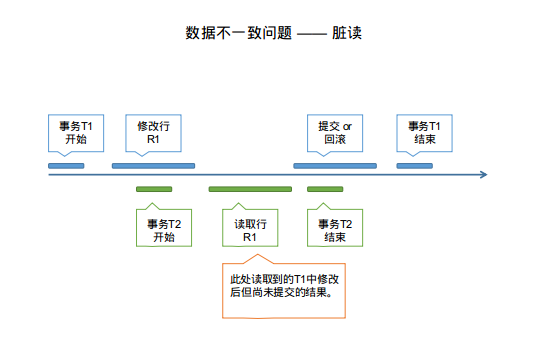 数据不一致问题 —— 脏读
事务T1
开始
修改行
R1
提交 or
回滚
事务T1
结束
事务T2
开始
读取行
R1
事务T2
结束
此处读取到的T1中修改
后但尚未提交的结果。